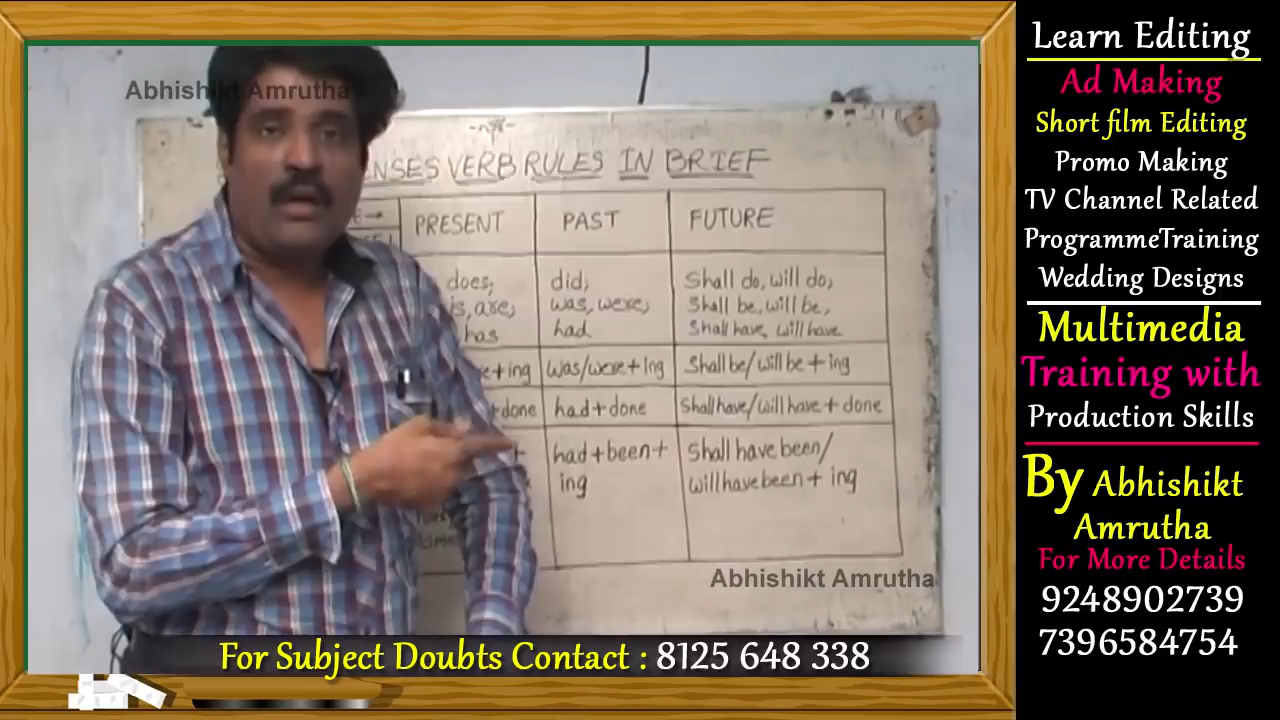 Abhishikt Amrutha
TENSES VERB RULES IN BRIEF
PRESENT
PAST
FUTURE
does,
is, are,
has
did,
was, were,
had
Shall do, will do,
Shall be, will be,
Shall have, will have
+ing
was/were+ing
Shall be/will be + ing
+done
had+done
Shall have/will have + done
had+been+
ing
Shall have been/
will have been + ing
Abhishikt Amrutha
For Subject Doubts Contact : 8125 648 338
Learn Editing
Ad Making
Short film Editing
Promo Making
TV Channel Related
ProgrammeTraining
Wedding Designs
Multimedia
Training with
Production Skills
By Abhishikt
Amrutha
For More Details
9248902739
7396584754